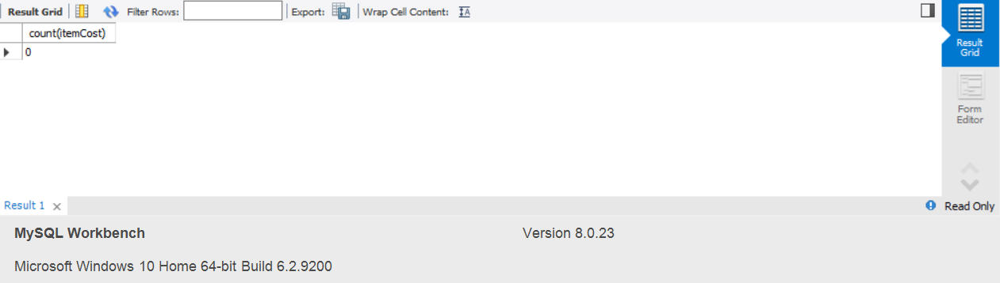 Result Grid Filter Rows: Export: Wrap Cell Content: IA
count(itemCost)
0
Result
Grid
Form
Editor
Result 1 × Read Only
MySQL Workbench Version 8.0.23
Microsoft Windows 10 Home 64-bit Build 6.2.9200